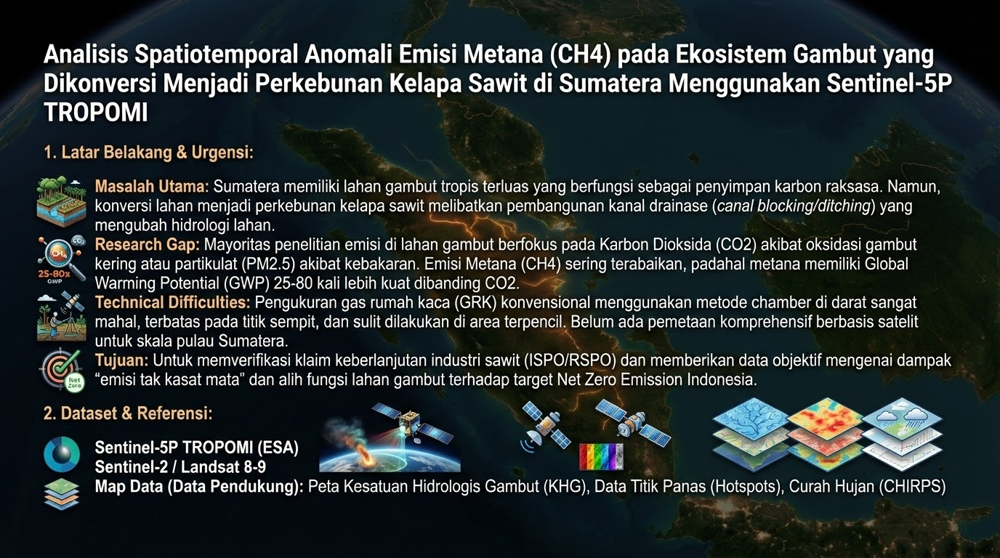 Analisis Spatiotemporal Anomali Emisi Metana (CH4) pada Ekosistem Gambut yang
Dikonversi Menjadi Perkebunan Kelapa Sawit di Sumatera Menggunakan Sentinel-5P
TROPOMI
1. Latar Belakang & Urgensi:
Masalah Utama: Sumatera memiliki lahan gambut tropis terluas yang berfungsi sebagai penyimpan karbon raksasa. Namun,
konversi lahan menjadi perkebunan kelapa sawit melibatkan pembangunan kanal drainase (canal blocking/ditching) yang
mengubah hidrologi lahan.
CO2
25-80x
GWP
Research Gap: Mayoritas penelitian emisi di lahan gambut berfokus pada Karbon Dioksida (CO2) akibat oksidasi gambut
kering atau partikulat (PM2.5) akibat kebakaran. Emisi Metana (CH4) sering terabaikan, padahal metana memiliki Global
Warming Potential (GWP) 25-80 kali lebih kuat dibanding CO2.
Technical Difficulties: Pengukuran gas rumah kaca (GRK) konvensional menggunakan metode chamber di darat sangat
mahal, terbatas pada titik sempit, dan sulit dilakukan di area terpencil. Belum ada pemetaan komprehensif berbasis satelit
untuk skala pulau Sumatera.
Zero
Tujuan: Untuk memverifikasi klaim keberlanjutan industri sawit (ISPO/RSPO) dan memberikan data objektif mengenai dampak
“emisi tak kasat mata” dan alih fungsi lahan gambut terhadap target Net Zero Emission Indonesia.
2. Dataset & Referensi:
Sentinel-5P TROPOMI (ESA)
Sentinel-2 / Landsat 8-9
Map Data (Data Pendukung): Peta Kesatuan Hidrologis Gambut (KHG), Data Titik Panas (Hotspots), Curah Hujan (CHIRPS)